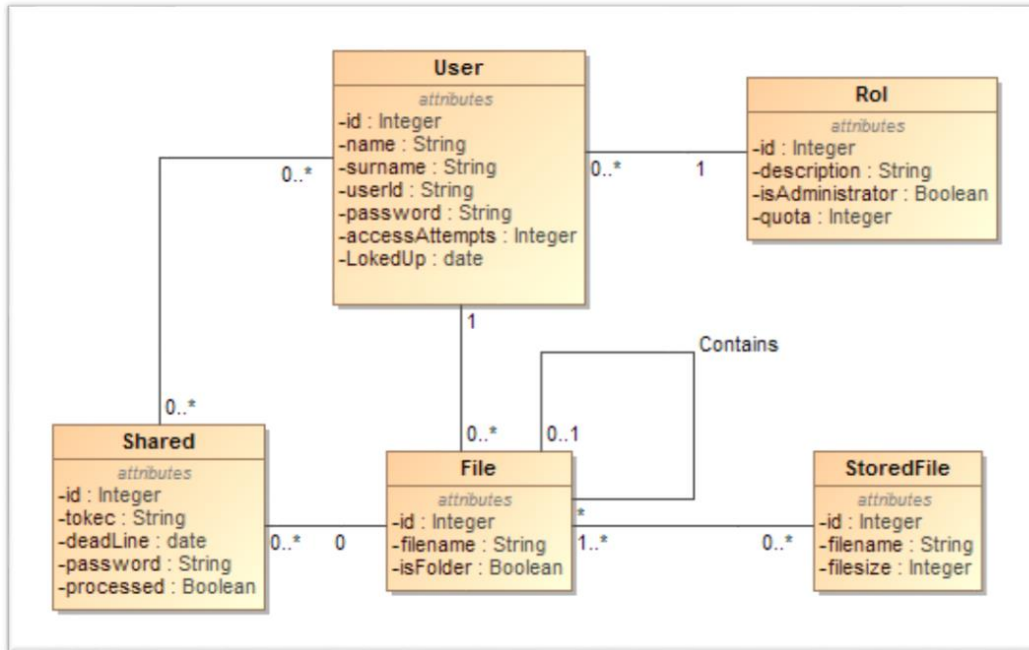 User
attributes
-id : Integer
-name : String
-surname : String
-userId : String
-password : String
-accessAttempts : Integer
-LokedUp : date
Rol
attributes
-id : Integer
-description : String
-isAdministrator : Boolean
-quota : Integer
0..*
0..*
1
1
Contains
0..*
0..*
0..1
Shared
attributes
-id : Integer
-tokec : String
-deadLine : date
-password : String
-processed : Boolean
0..*
0
File
attributes
-id : Integer
-filename : String
-isFolder : Boolean
*
1..*
0..*
StoredFile
attributes
-id : Integer
-filename : String
-filesize : Integer